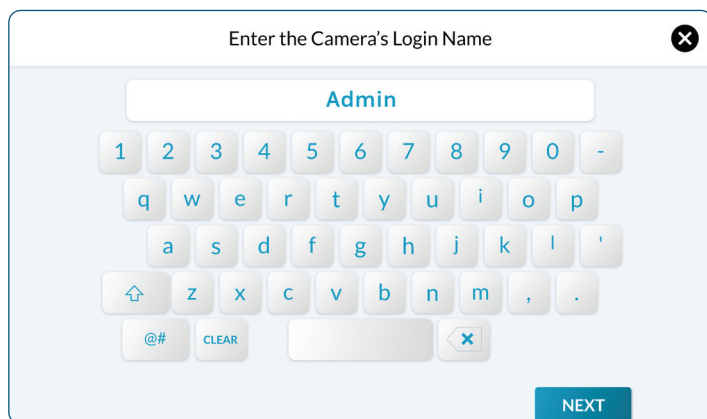 Enter the Camera's Login Name
Admin
1 2 3 4 5 6 7 8 9 0 -
q w e r t y u i o p
a s d f g h j k l '
z x c v b n m , .
@# CLEAR
NEXT